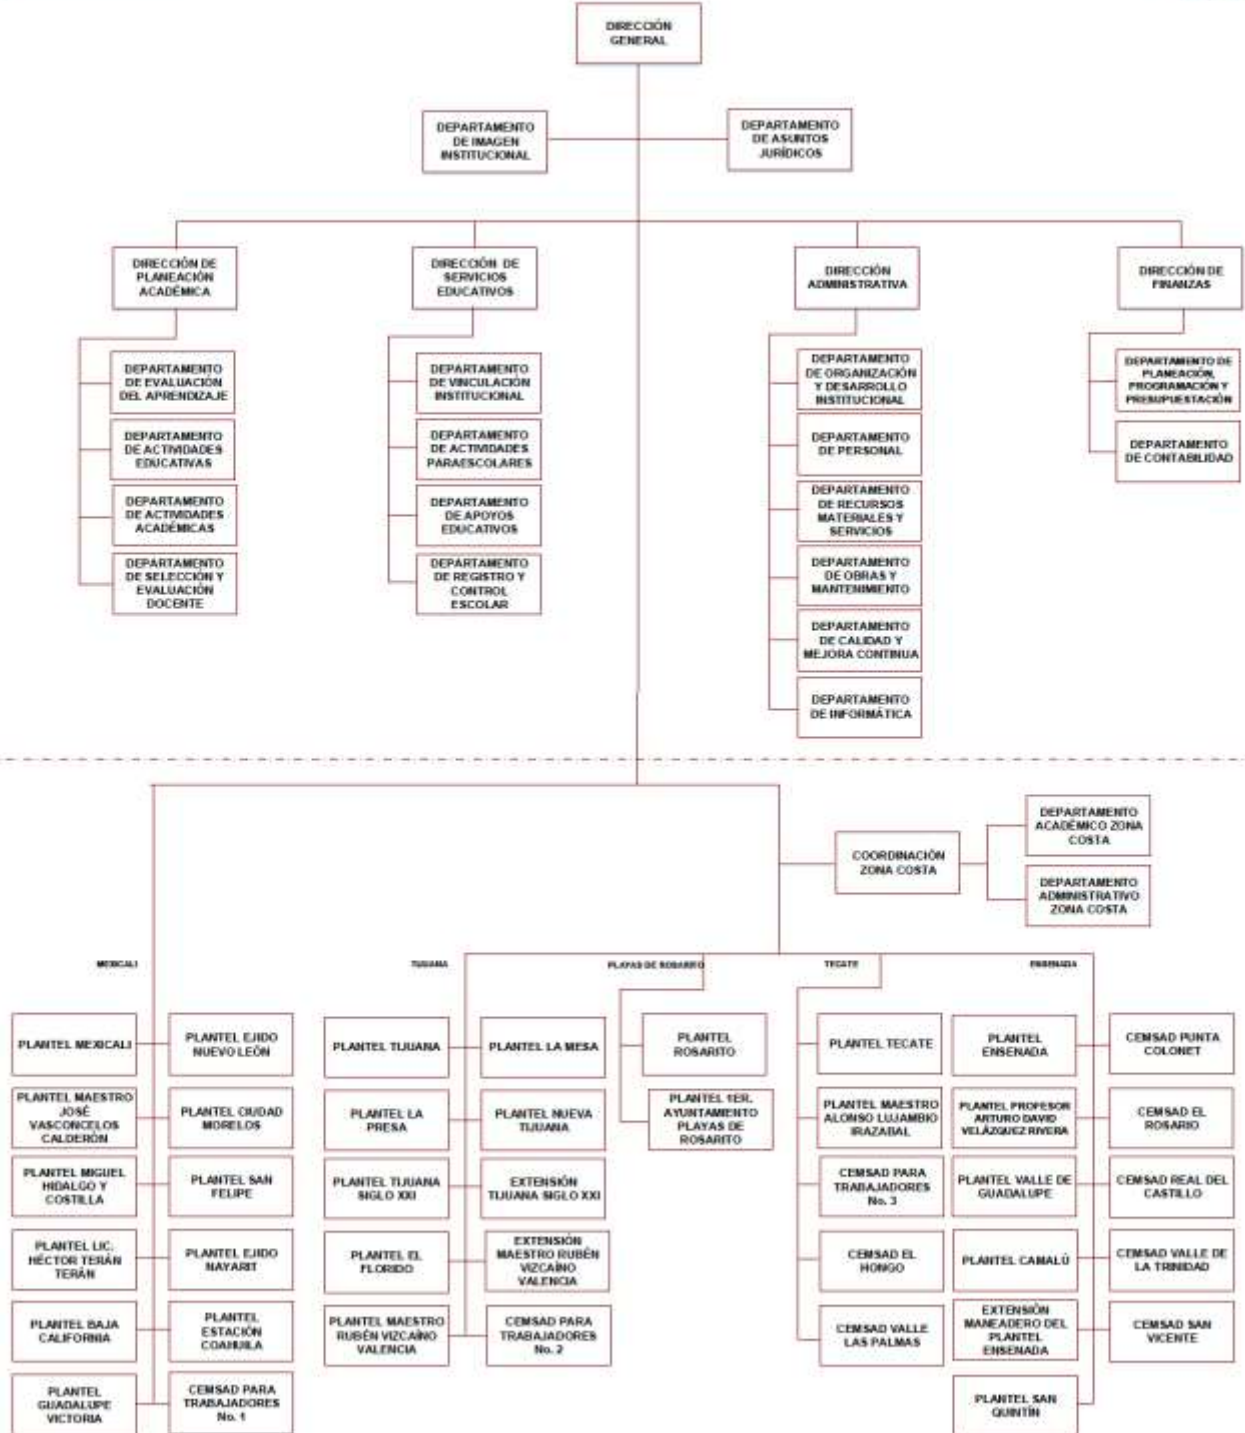 DIRECCIÓN
GENERAL
DEPARTAMENTO
DE IMAGEN
INSTITUCIONAL
DEPARTAMENTO
DE ASUNTOS
JURÍDICOS
DIRECCIÓN DE
PLANEACIÓN
ACADÉMICA
DIRECCIÓN DE
SERVICIOS
EDUCATIVOS
DIRECCIÓN
ADMINISTRATIVA
DIRECCIÓN DE
FINANZAS
DEPARTAMENTO
DE EVALUACIÓN
DEL APRENDIZAJE
DEPARTAMENTO
DE ACTIVIDADES
EDUCATIVAS
DEPARTAMENTO
DE ACTIVIDADES
ACADÉMICAS
DEPARTAMENTO
DE SELECCIÓN Y
EVALUACIÓN
DOCENTE
DEPARTAMENTO
DE VINCULACIÓN
INSTITUCIONAL
DEPARTAMENTO
DE ACTIVIDADES
PARAESCOLARES
DEPARTAMENTO
DE APOYOS
EDUCATIVOS
DEPARTAMENTO
DE REGISTRO Y
CONTROL
ESCOLAR
DEPARTAMENTO
DE ORGANIZACIÓN
Y DESARROLLO
INSTITUCIONAL
DEPARTAMENTO
DE PERSONAL
DEPARTAMENTO
DE RECURSOS
MATERIALES Y
SERVICIOS
DEPARTAMENTO
DE OBRAS Y
MANTENIMIENTO
DEPARTAMENTO
DE CALIDAD Y
MEJORA CONTINUA
DEPARTAMENTO
DE INFORMÁTICA
DEPARTAMENTO DE
PLANEACIÓN,
PROGRAMACIÓN Y
PRESUPUESTACIÓN
DEPARTAMENTO
DE CONTABILIDAD
COORDINACIÓN
ZONA COSTA
DEPARTAMENTO
ACADÉMICO ZONA
COSTA
DEPARTAMENTO
ADMINISTRATIVO
ZONA COSTA
MEXICALI
PLANTEL MEXICALI
PLANTEL MAESTRO
JOSÉ
VASCONCELOS
CALDERÓN
PLANTEL MIGUEL
HIDALGO Y
COSTILLA
PLANTEL LIC.
HÉCTOR TERÁN
TERÁN
PLANTEL BAJA
CALIFORNIA
PLANTEL
GUADALUPE
VICTORIA
PLANTEL EJIDO
NUEVO LEÓN
PLANTEL CIUDAD
MORELOS
PLANTEL SAN
FELIPE
PLANTEL EJIDO
NAYARIT
PLANTEL
ESTACIÓN
COAHUILA
CEMSAD PARA
TRABAJADORES
No. 1
TIJUANA
PLANTEL TIJUANA
PLANTEL LA
PRESA
PLANTEL TIJUANA
SIGLO XXI
PLANTEL EL
FLORIDO
PLANTEL MAESTRO
RUBÉN VIZCAÍNO
VALENCIA
PLANTEL LA MESA
PLANTEL NUEVA
TIJUANA
EXTENSIÓN
TIJUANA SIGLO XXI
EXTENSIÓN
MAESTRO RUBÉN
VIZCAÍNO
VALENCIA
CEMSAD PARA
TRABAJADORES
No. 2
PLAYAS DE ROSARITO
PLANTEL
ROSARITO
PLANTEL 1ER.
AYUNTAMIENTO
PLAYAS DE
ROSARITO
TECATE
PLANTEL TECATE
PLANTEL MAESTRO
ALONSO LUJAMBIO
IRAZABAL
CEMSAD PARA
TRABAJADORES
No. 3
CEMSAD EL
HONGO
CEMSAD VALLE
LAS PALMAS
ENSENADA
PLANTEL
ENSENADA
PLANTEL PROFESOR
ARTURO DAVID
VELÁZQUEZ RIVERA
PLANTEL VALLE DE
GUADALUPE
PLANTEL CAMALÚ
EXTENSIÓN
MANEADERO DEL
PLANTEL
ENSENADA
PLANTEL SAN
QUINTÍN
CEMSAD PUNTA
COLONET
CEMSAD EL
ROSARIO
CEMSAD REAL DEL
CASTILLO
CEMSAD VALLE DE
LA TRINIDAD
CEMSAD SAN
VICENTE